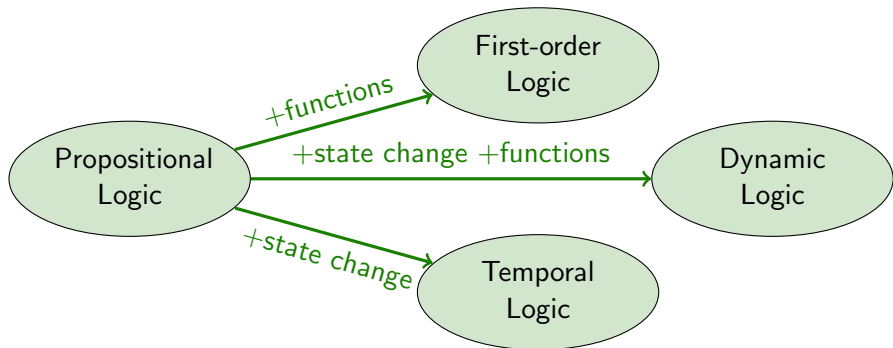 First-order
Logic
+functions
Propositional
Logic
+state change +functions
Dynamic
Logic
+state change
Temporal
Logic